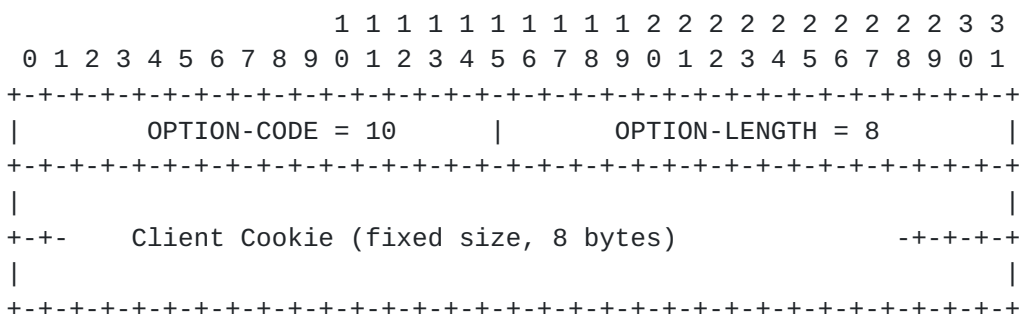 1 1 1 1 1 1 1 1 1 1 2 2 2 2 2 2 2 2 2 2 3 3
 0 1 2 3 4 5 6 7 8 9 0 1 2 3 4 5 6 7 8 9 0 1 2 3 4 5 6 7 8 9 0 1
+-+-+-+-+-+-+-+-+-+-+-+-+-+-+-+-+-+-+-+-+-+-+-+-+-+-+-+-+-+-+-+-+
|        OPTION-CODE = 10      |       OPTION-LENGTH = 8        |
+-+-+-+-+-+-+-+-+-+-+-+-+-+-+-+-+-+-+-+-+-+-+-+-+-+-+-+-+-+-+-+-+
|                                                               |
+-+-    Client Cookie (fixed size, 8 bytes)              -+-+-+-+
|                                                               |
+-+-+-+-+-+-+-+-+-+-+-+-+-+-+-+-+-+-+-+-+-+-+-+-+-+-+-+-+-+-+-+-+